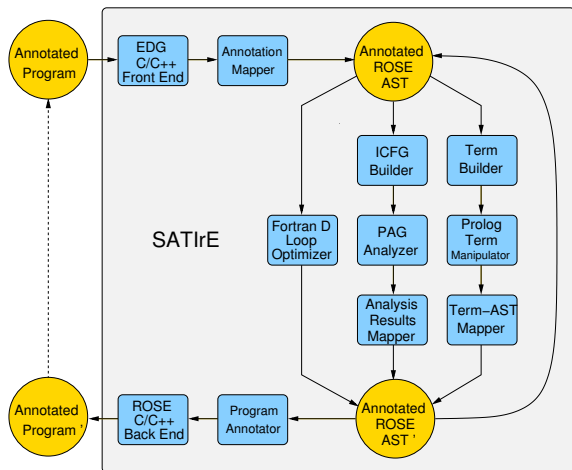 Annotated
Program
EDG
C/C++
Front End
Annotation
Mapper
Annotated
ROSE
AST
ICFG
Builder
Term
Builder
SATIrE
Fortran D
Loop
Optimizer
PAG
Analyzer
Prolog
Term
Manipulator
Analysis
Results
Mapper
Term–AST
Mapper
Annotated
Program '
ROSE
C/C++
Back End
Program
Annotator
Annotated
ROSE
AST '